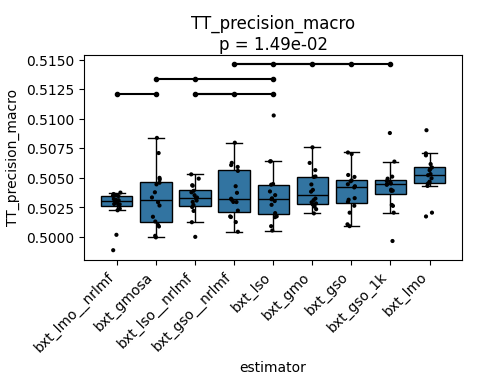 TT_precision_macro
p = 1.49e-02
0.5150
0.5125
0.5100
0.5075
0.5050
0.5025
0.5000
TT_precision_macro
bxt_lmo__nrlmf
bxt_gmosa
bxt_lso__nrlmf
bxt_gso__nrlmf
bxt_lso
bxt_gmo
bxt_gso
bxt_gso_1k
bxt_lmo
estimator